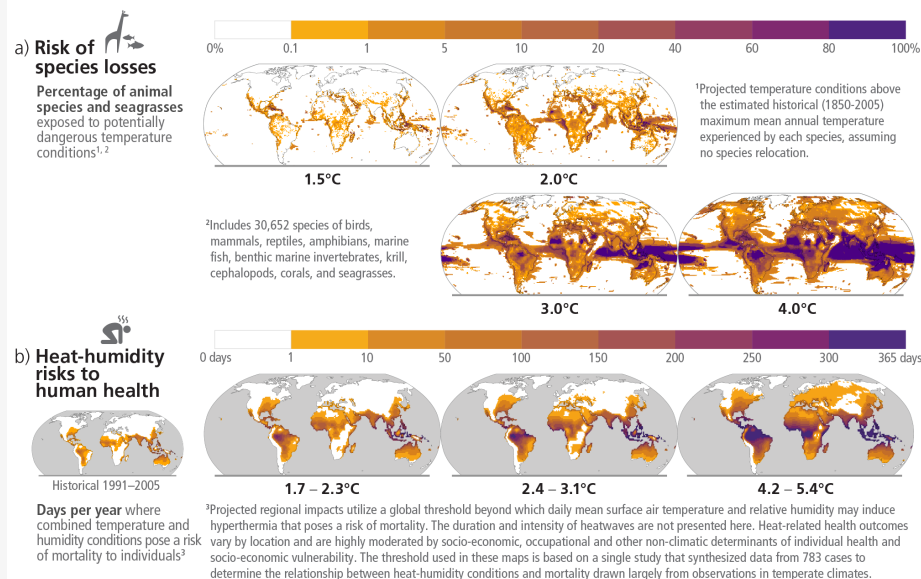 a) Risk of
species losses
Percentage of animal
species and seagrasses
exposed to potentially
dangerous temperature
conditions1, 2
0% 0.1 1 5 10 20 40 60 80 100%
1.5°C
2.0°C
1Projected temperature conditions above
the estimated historical (1850-2005)
maximum mean annual temperature
experienced by each species, assuming
no species relocation.
2Includes 30,652 species of birds,
mammals, reptiles, amphibians, marine
fish, benthic marine invertebrates, krill,
cephalopods, corals, and seagrasses.
3.0°C
4.0°C
b) Heat-humidity
risks to
human health
0 days 1 10 50 100 150 200 250 300 365 days
Historical 1991–2005
Days per year where
combined temperature and
humidity conditions pose a risk
of mortality to individuals3
1.7 – 2.3°C
2.4 – 3.1°C
4.2 – 5.4°C
3Projected regional impacts utilize a global threshold beyond which daily mean surface air temperature and relative humidity may induce
hyperthermia that poses a risk of mortality. The duration and intensity of heatwaves are not presented here. Heat-related health outcomes
vary by location and are highly moderated by socio-economic, occupational and other non-climatic determinants of individual health and
socio-economic vulnerability. The threshold used in these maps is based on a single study that synthesized data from 783 cases to
determine the relationship between heat-humidity conditions and mortality drawn largely from observations in temperate climates.